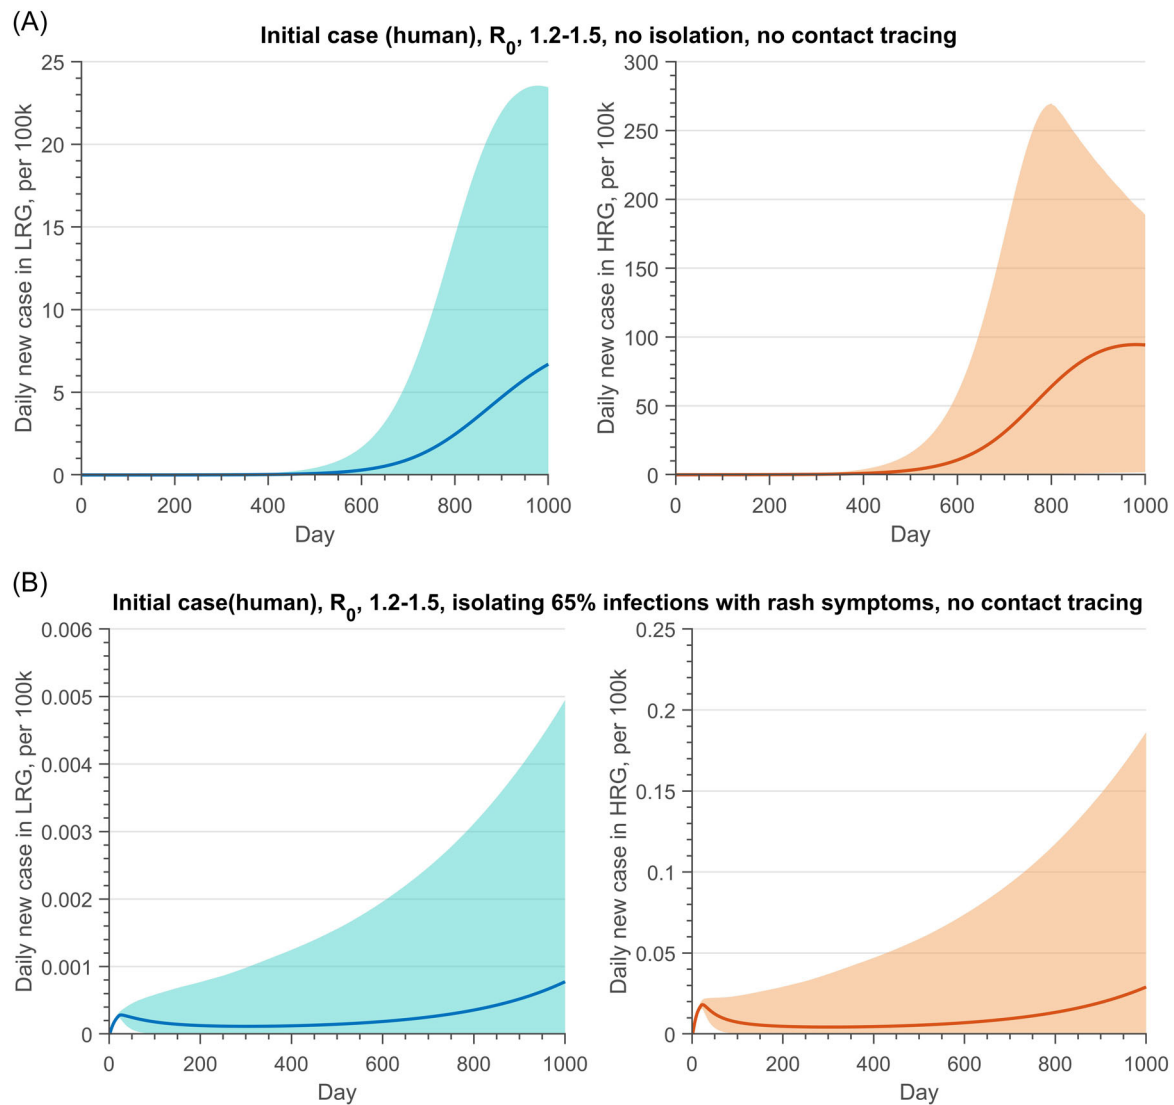 (A)
Initial case (human), R0, 1.2-1.5, no isolation, no contact tracing
Daily new case in LRG, per 100k
25
20
15
10
5
0
0 200 400 600 800 1000
Day
Daily new case in HRG, per 100k
300
250
200
150
100
50
0
0 200 400 600 800 1000
Day
(B)
Initial case(human), R0, 1.2-1.5, isolating 65% infections with rash symptoms, no contact tracing
Daily new case in LRG, per 100k
0.006
0.005
0.004
0.003
0.002
0.001
0
0 200 400 600 800 1000
Day
Daily new case in HRG, per 100k
0.25
0.2
0.15
0.1
0.05
0
0 200 400 600 800 1000
Day